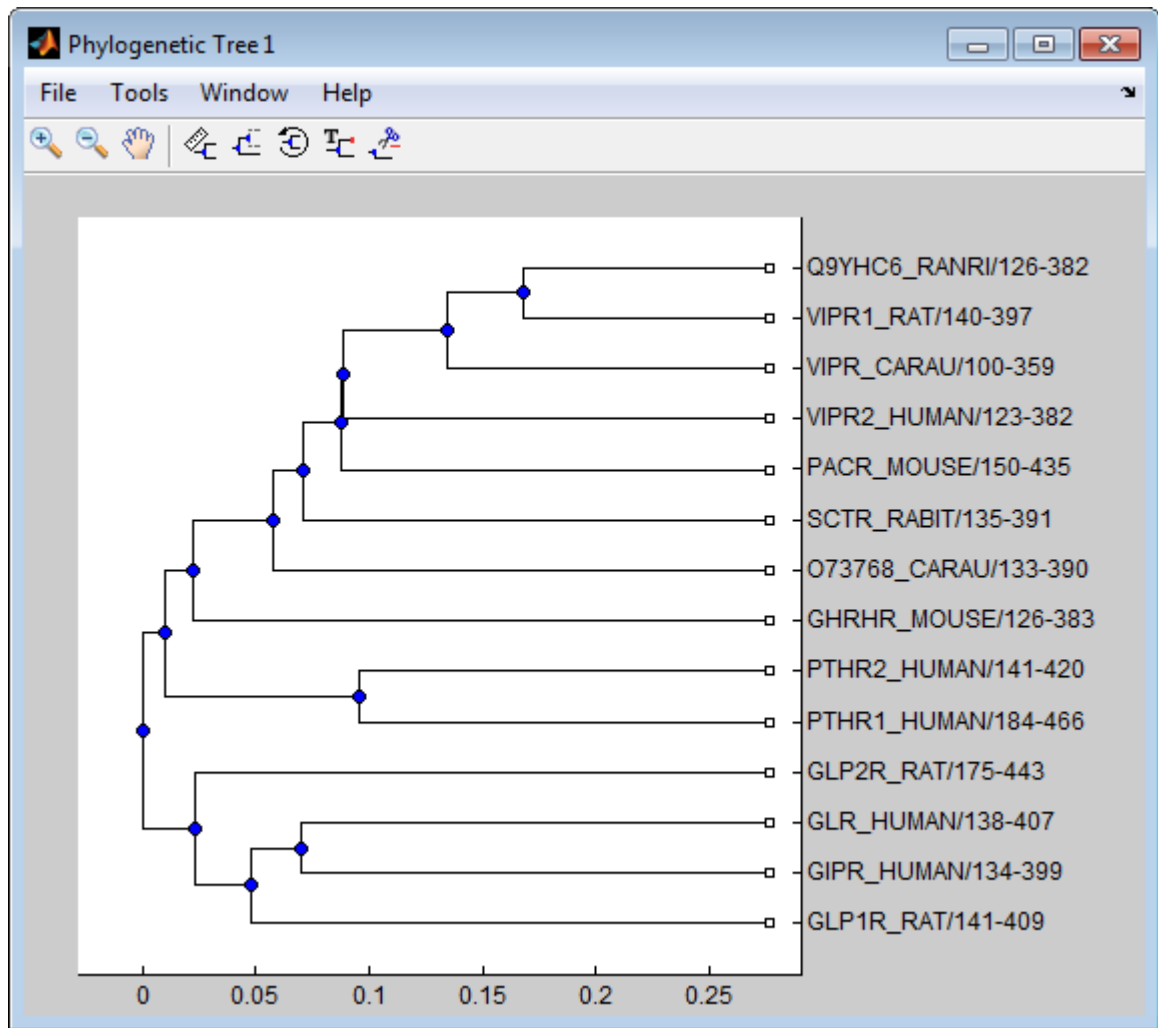 Phylogenetic Tree 1
File Tools Window Help
Q9YHC6_RANRI/126-382
VIPR1_RAT/140-397
VIPR_CARAU/100-359
VIPR2_HUMAN/123-382
PACR_MOUSE/150-435
SCTR_RABIT/135-391
O73768_CARAU/133-390
GHRHR_MOUSE/126-383
PTHR2_HUMAN/141-420
PTHR1_HUMAN/184-466
GLP2R_RAT/175-443
GLR_HUMAN/138-407
GIPR_HUMAN/134-399
GLP1R_RAT/141-409
0 0.05 0.1 0.15 0.2 0.25